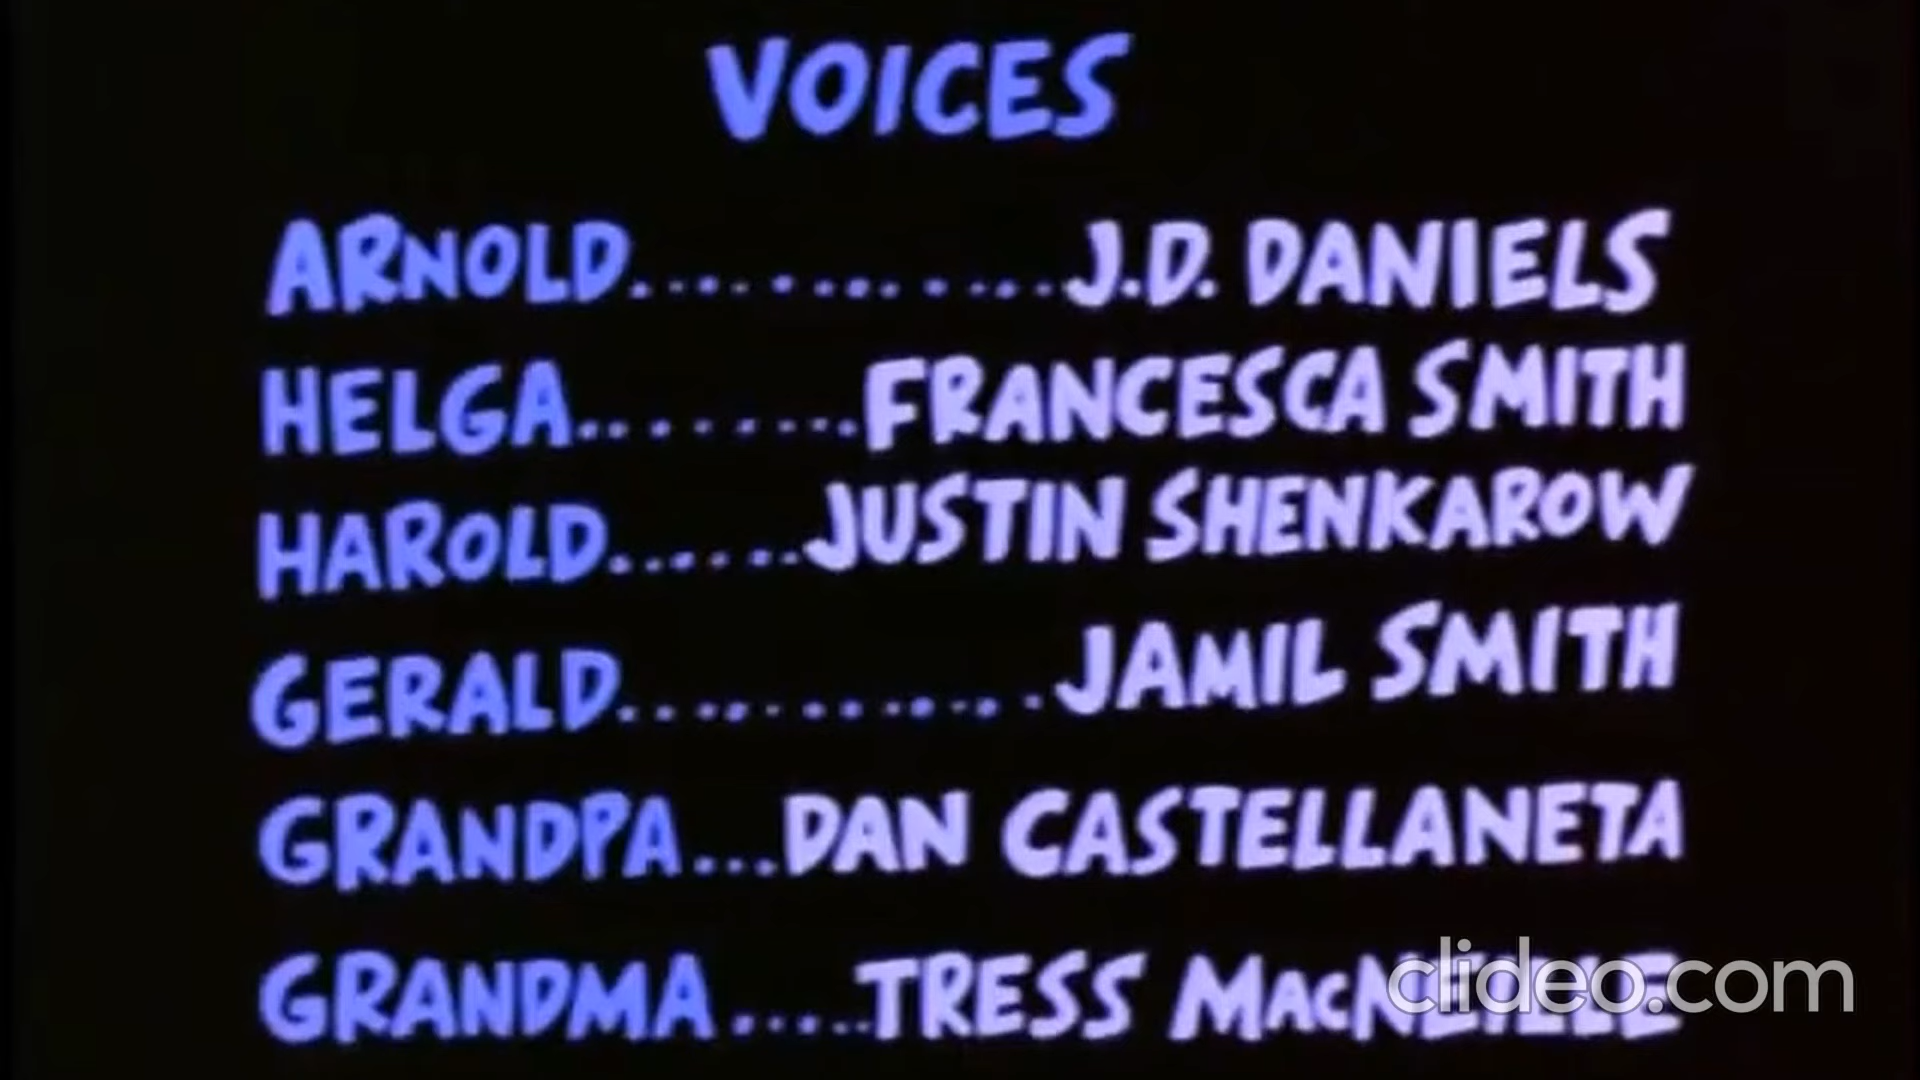 VOICES
ARNOLD..............J.D. DANIELS
HELGA..........FRANCESCA SMITH
HAROLD.......JUSTIN SHENKAROW
GERALD.............JAMIL SMITH
GRANDPA...DAN CASTELLANETA
GRANDMA.....TRESS MACNEILLE
clideo.com